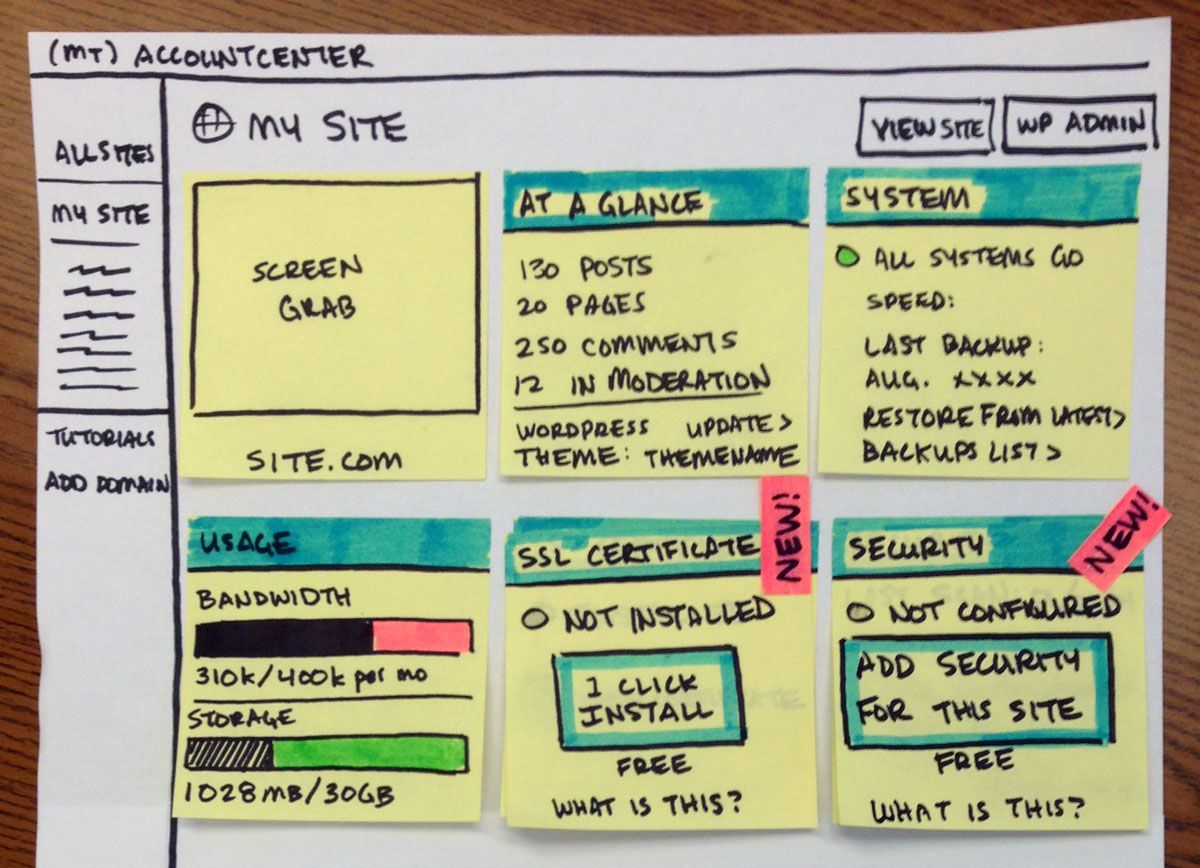 (MT) ACCOUNTCENTER
ALL SITES
MY SITE
TUTORIALS
ADD DOMAIN
MY SITE
VIEW SITE
WP ADMIN
SCREEN
GRAB
SITE.COM
AT A GLANCE
130 POSTS
20 PAGES
250 COMMENTS
12 IN MODERATION
WORDPRESS UPDATE >
THEME: THEMENAME
SYSTEM
ALL SYSTEMS GO
SPEED:
LAST BACKUP:
AUG. XXXX
RESTORE FROM LATEST>
BACKUPS LIST >
USAGE
BANDWIDTH
310K/400K per mo
STORAGE
1028MB/30GB
SSL CERTIFICATE
NEW!
NOT INSTALLED
1 CLICK
INSTALL
FREE
WHAT IS THIS?
SECURITY
NEW!
NOT CONFIGURED
ADD SECURITY
FOR THIS SITE
FREE
WHAT IS THIS?